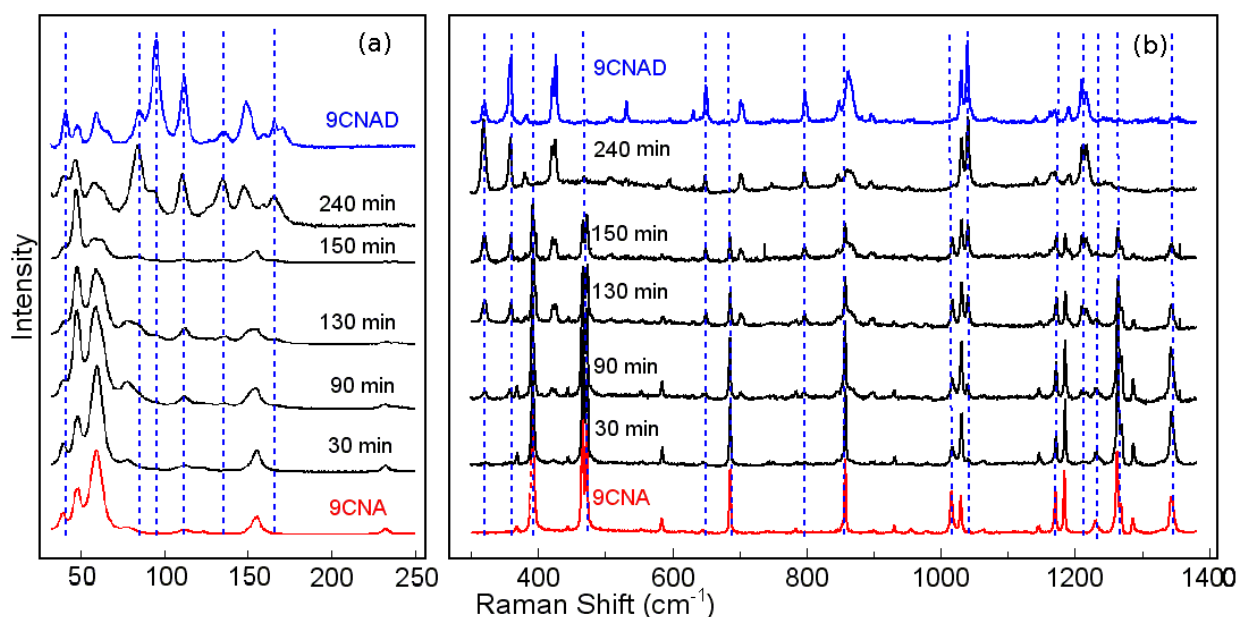 (a)
9CNAD
240 min
150 min
130 min
90 min
30 min
9CNA
50
100
150
200
250
(b)
9CNAD
240 min
150 min
130 min
90 min
30 min
9CNA
400
600
800
1000
1200
1400
Intensity
Raman Shift (cm⁻¹)